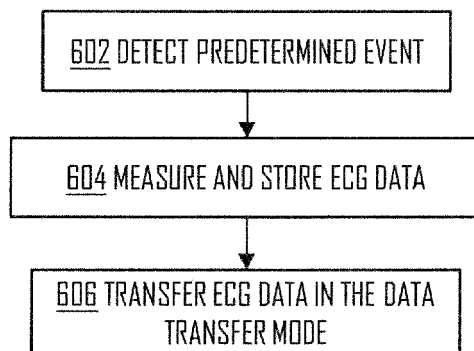 602 DETECT PREDETERMINED EVENT
604 MEASURE AND STORE ECG DATA
606 TRANSFER ECG DATA IN THE DATA
TRANSFER MODE